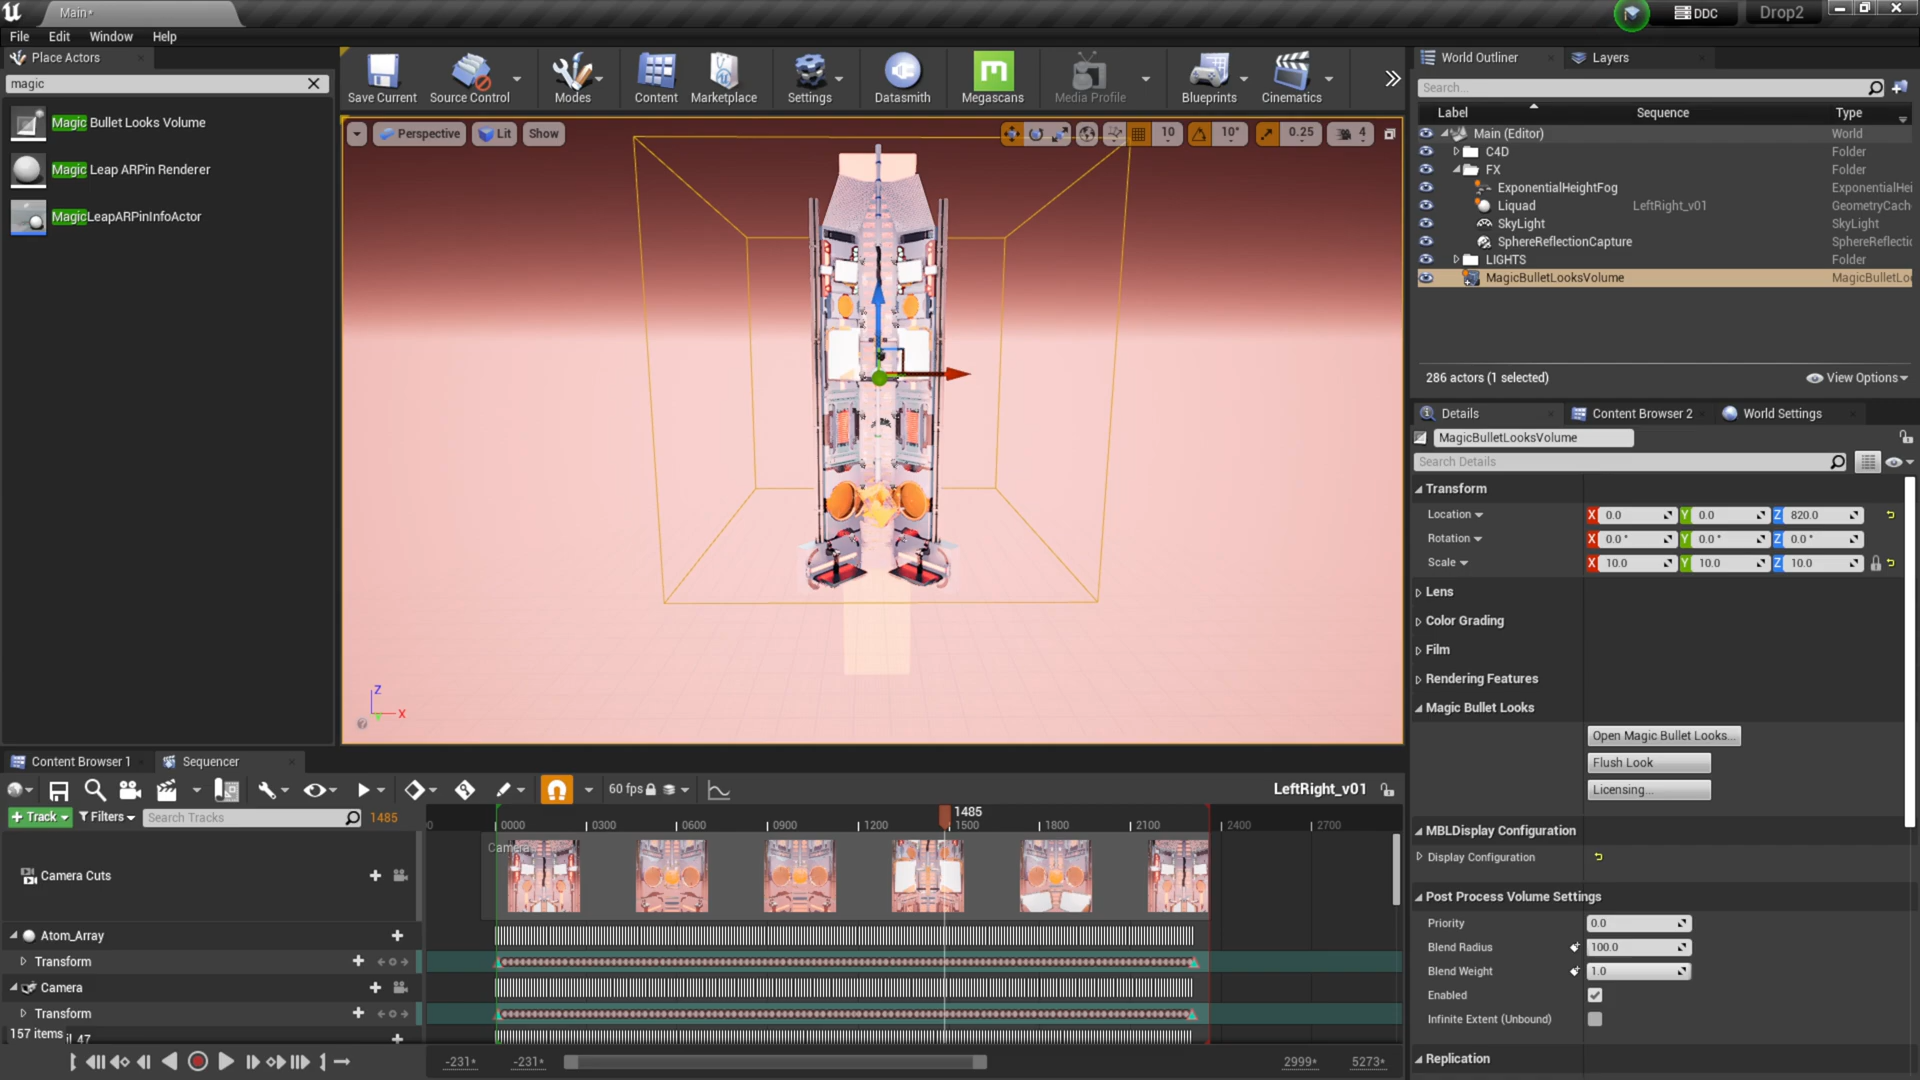 Main*
DDC
Drop2
File Edit Window Help
Place Actors
magic
Magic Bullet Looks Volume
Magic Leap ARPin Renderer
MagicLeapARPinInfoActor
Save Current
Source Control
Modes
Content
Marketplace
Settings
Datasmith
Megascans
Media Profile
Blueprints
Cinematics
Perspective
Lit
Show
10
10°
0.25
4
Z
X
World Outliner
Layers
Search...
Label Sequence Type
Main (Editor) World
C4D Folder
FX Folder
ExponentialHeightFog ExponentialHei
Liquad LeftRight_v01 GeometryCach
SkyLight SkyLight
SphereReflectionCapture SphereReflectic
LIGHTS Folder
MagicBulletLooksVolume MagicBulletLoo
286 actors (1 selected)
View Options
Details
Content Browser 2
World Settings
MagicBulletLooksVolume
Search Details
Transform
Location X 0.0 Y 0.0 Z 820.0
Rotation X 0.0 ° Y 0.0 ° Z 0.0 °
Scale X 10.0 Y 10.0 Z 10.0
Lens
Color Grading
Film
Rendering Features
Magic Bullet Looks
Open Magic Bullet Looks...
Flush Look
Licensing...
MBLDisplay Configuration
Display Configuration
Post Process Volume Settings
Priority 0.0
Blend Radius 100.0
Blend Weight 1.0
Enabled
Infinite Extent (Unbound)
Replication
Content Browser 1
Sequencer
60 fps
LeftRight_v01
+ Track
Filters
Search Tracks
1485
1485
0 0000 0300 0600 0900 1200 1500 1800 2100 2400 2700
Camera
Camera Cuts
Atom_Array
Transform
Camera
Transform
157 items
-231*
-231*
2999*
5273*